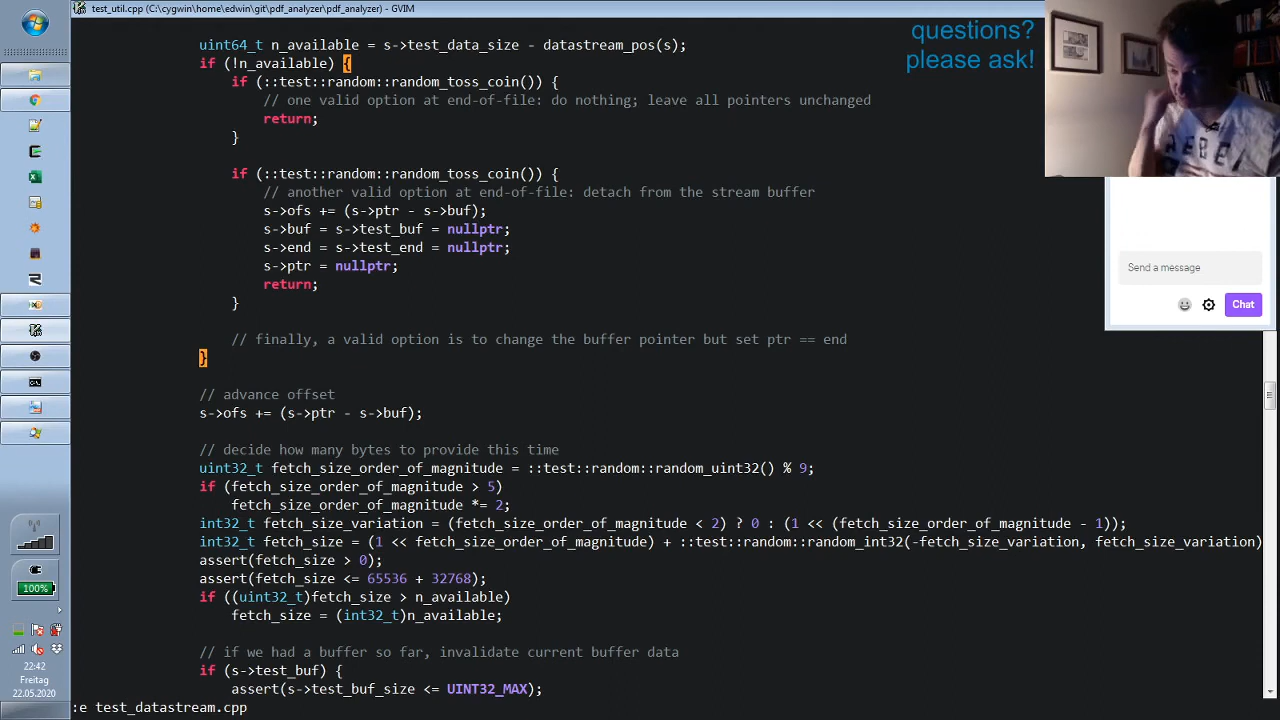 test_util.cpp (C:\cygwin\home\edwin\git\pdf_analyzer\pdf_analyzer) - GVIM
questions?
please ask!
uint64_t n_available = s->test_data_size - datastream_pos(s);
if (!n_available) {
if (::test::random::random_toss_coin()) {
// one valid option at end-of-file: do nothing; leave all pointers unchanged
return;
}
if (::test::random::random_toss_coin()) {
// another valid option at end-of-file: detach from the stream buffer
s->ofs += (s->ptr - s->buf);
s->buf = s->test_buf = nullptr;
s->end = s->test_end = nullptr;
s->ptr = nullptr;
return;
}
// finally, a valid option is to change the buffer pointer but set ptr == end
}
// advance offset
s->ofs += (s->ptr - s->buf);
// decide how many bytes to provide this time
uint32_t fetch_size_order_of_magnitude = ::test::random::random_uint32() % 9;
if (fetch_size_order_of_magnitude > 5)
fetch_size_order_of_magnitude *= 2;
int32_t fetch_size_variation = (fetch_size_order_of_magnitude < 2) ? 0 : (1 << (fetch_size_order_of_magnitude - 1));
int32_t fetch_size = (1 << fetch_size_order_of_magnitude) + ::test::random::random_int32(-fetch_size_variation, fetch_size_variation)
assert(fetch_size > 0);
assert(fetch_size <= 65536 + 32768);
if ((uint32_t)fetch_size > n_available)
fetch_size = (int32_t)n_available;
// if we had a buffer so far, invalidate current buffer data
if (s->test_buf) {
assert(s->test_buf_size <= UINT32_MAX);
:e test_datastream.cpp
Send a message
Chat
100%
22:42
Freitag
22.05.2020